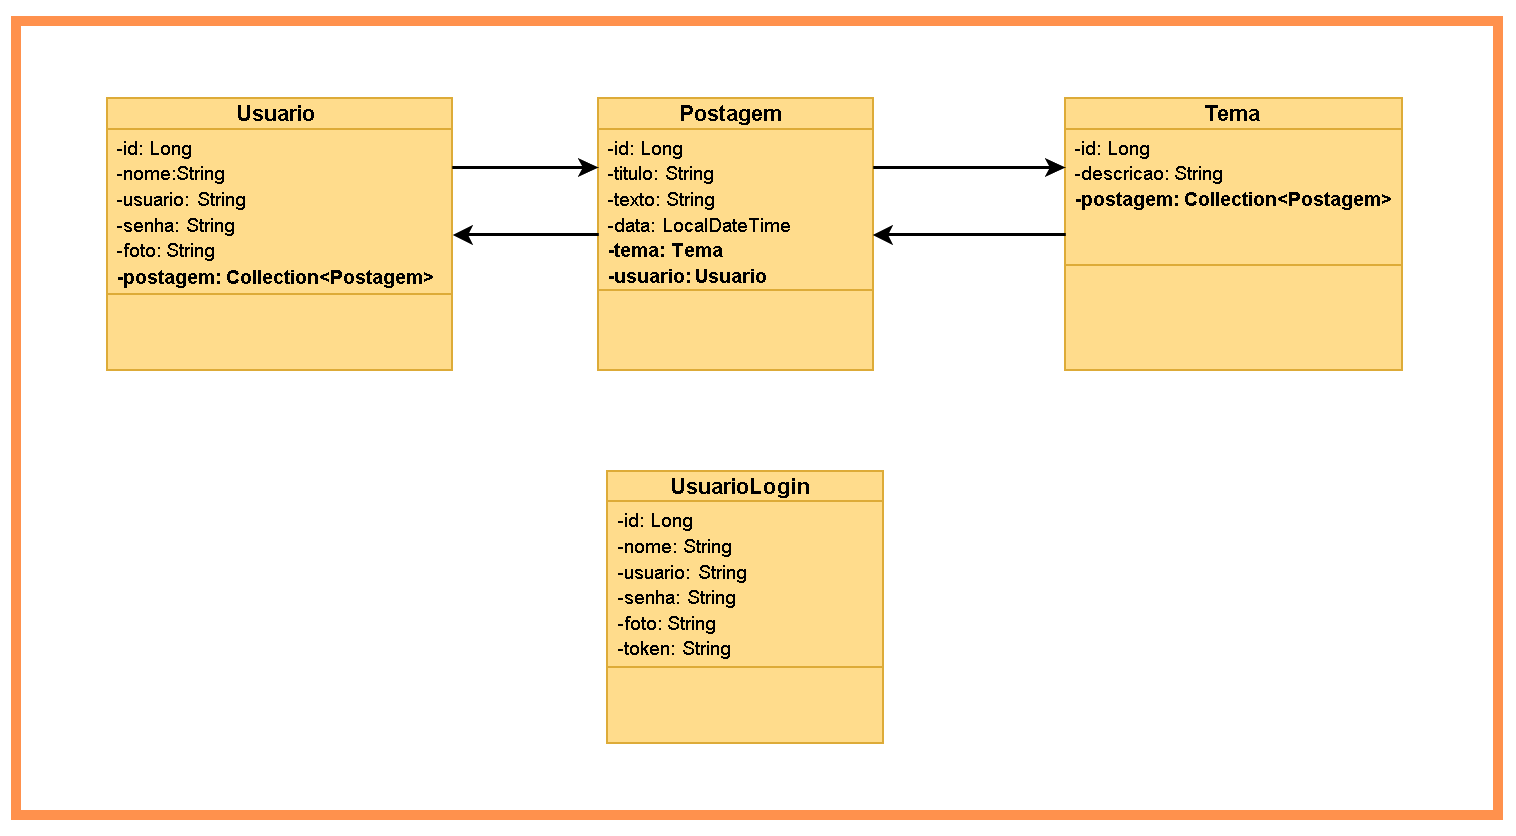 Usuario
-id: Long
-nome:String
-usuario: String
-senha: String
-foto: String
-postagem: Collection<Postagem>
Postagem
-id: Long
-titulo: String
-texto: String
-data: LocalDateTime
-tema: Tema
-usuario: Usuario
Tema
-id: Long
-descricao: String
-postagem: Collection<Postagem>
UsuarioLogin
-id: Long
-nome: String
-usuario: String
-senha: String
-foto: String
-token: String